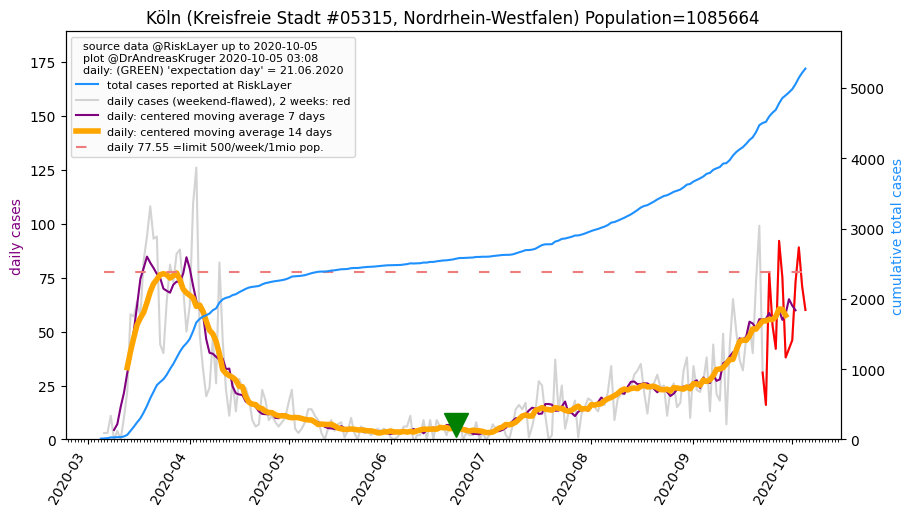 Köln (Kreisfreie Stadt #05315, Nordrhein-Westfalen) Population=1085664
source data @RiskLayer up to 2020-10-05
plot @DrAndreasKruger 2020-10-05 03:08
daily: (GREEN) 'expectation day' = 21.06.2020
total cases reported at RiskLayer
daily cases (weekend-flawed), 2 weeks: red
daily: centered moving average 7 days
daily: centered moving average 14 days
daily 77.55 =limit 500/week/1mio pop.
daily cases
175
150
125
100
75
50
25
0
cumulative total cases
5000
4000
3000
2000
1000
0
2020-03
2020-04
2020-05
2020-06
2020-07
2020-08
2020-09
2020-10